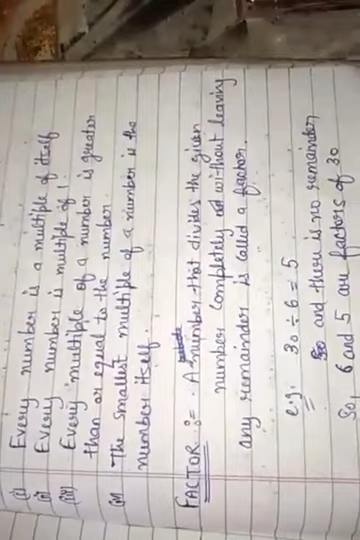 (i) Every number is a multiple of itself
(ii) Every number is multiple of 1.
(iii) Every multiple of a number is greater
than or equal to the number.
(iv) The smallest multiple of a number is the
number itself.
FACTOR :- A number that divides the given
number completely without leaving
any remainder is called a factor.
e.g. 30 ÷ 6 = 5
and there is no remainder
So, 6 and 5 are factors of 30